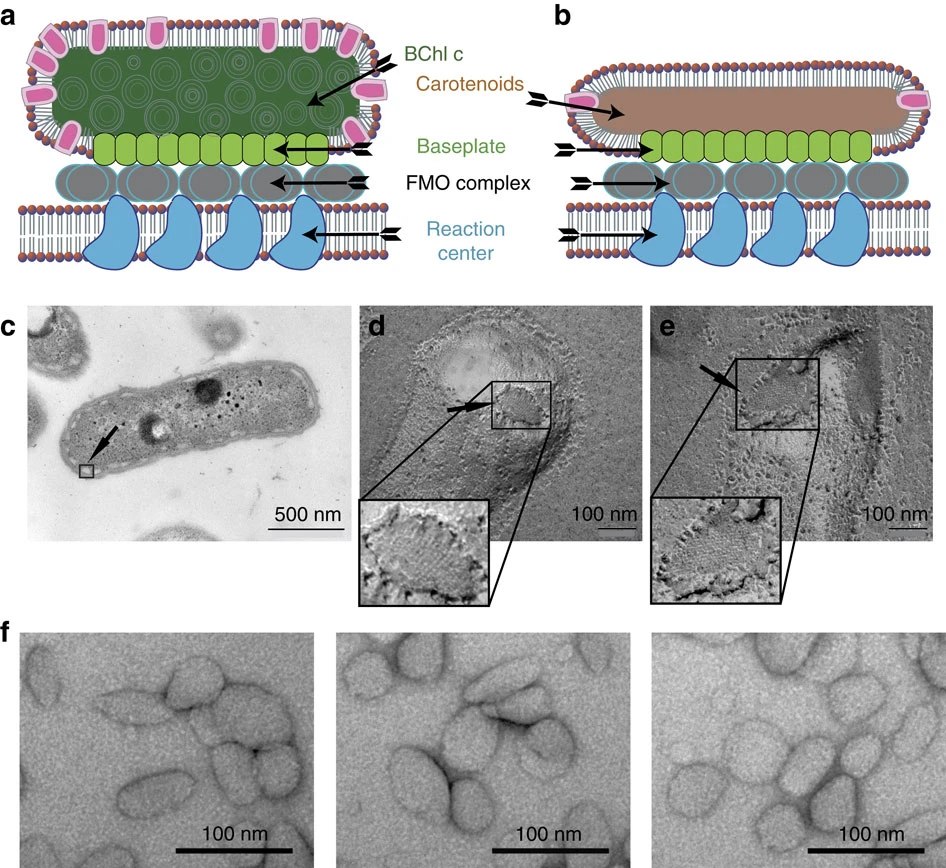 a
b
BChl c
Carotenoids
Baseplate
FMO complex
Reaction
center
c
d
e
500 nm
100 nm
100 nm
f
100 nm
100 nm
100 nm